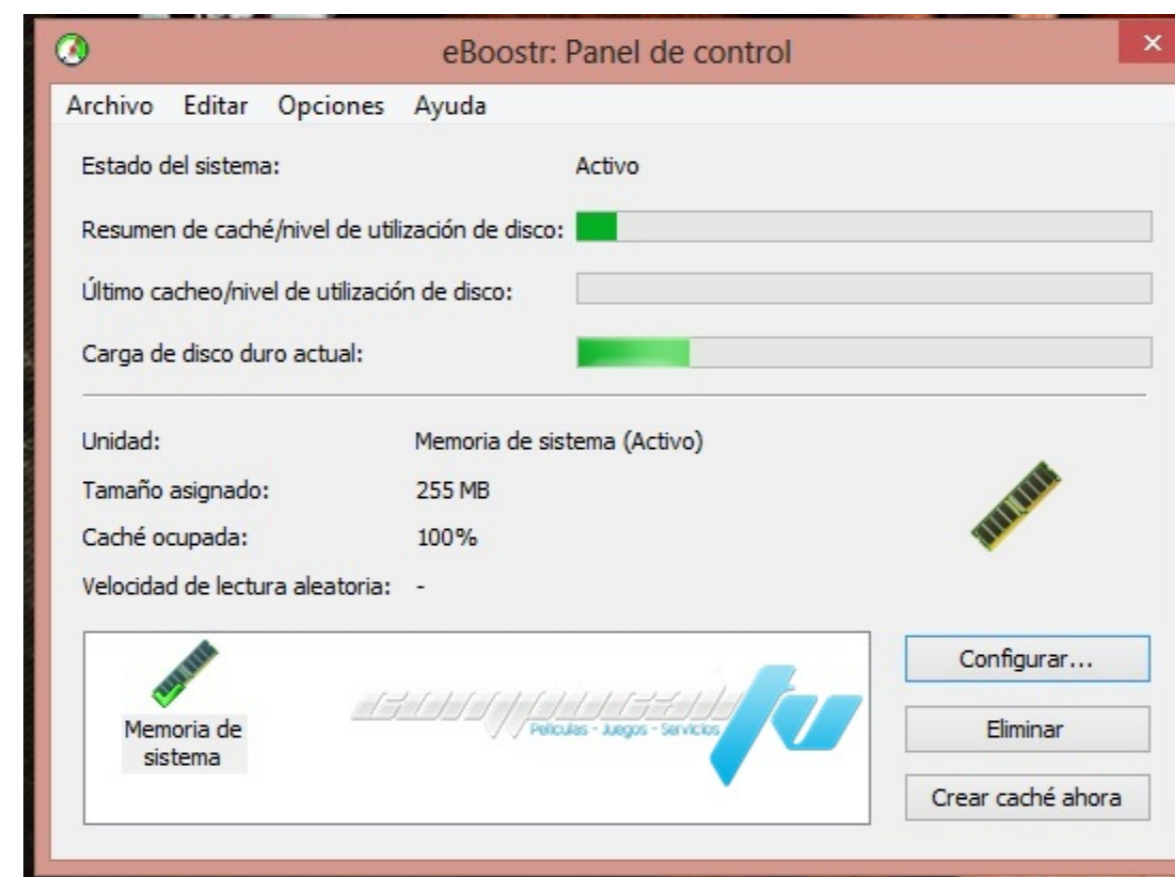 eBoostr: Panel de control
Archivo Editar Opciones Ayuda
Estado del sistema: Activo
Resumen de caché/nivel de utilización de disco:
Último cacheo/nivel de utilización de disco:
Carga de disco duro actual:
Unidad: Memoria de sistema (Activo)
Tamaño asignado: 255 MB
Caché ocupada: 100%
Velocidad de lectura aleatoria: -
Memoria de
sistema
compucalitv
Películas - Juegos - Servicios
Configurar...
Eliminar
Crear caché ahora